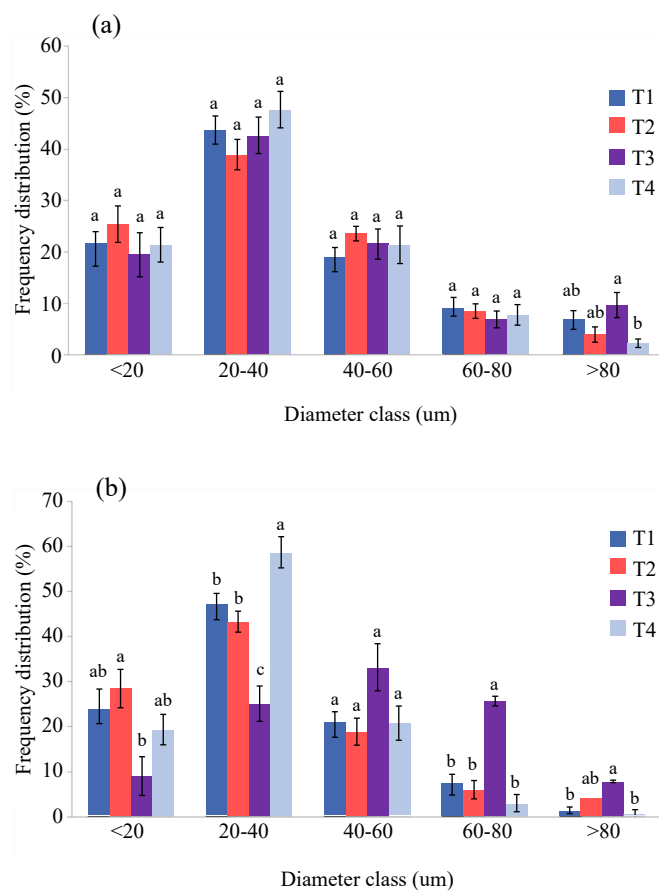 (a)
Frequency distribution (%)
60
50
40
30
20
10
0
a a a a
a a a a
a a a a
a a a a
ab ab a b
T1
T2
T3
T4
<20 20-40 40-60 60-80 >80
Diameter class (um)
(b)
Frequency distribution (%)
70
60
50
40
30
20
10
0
ab a b ab
b b c a
a a a a
b b a b
b ab a b
T1
T2
T3
T4
<20 20-40 40-60 60-80 >80
Diameter class (um)